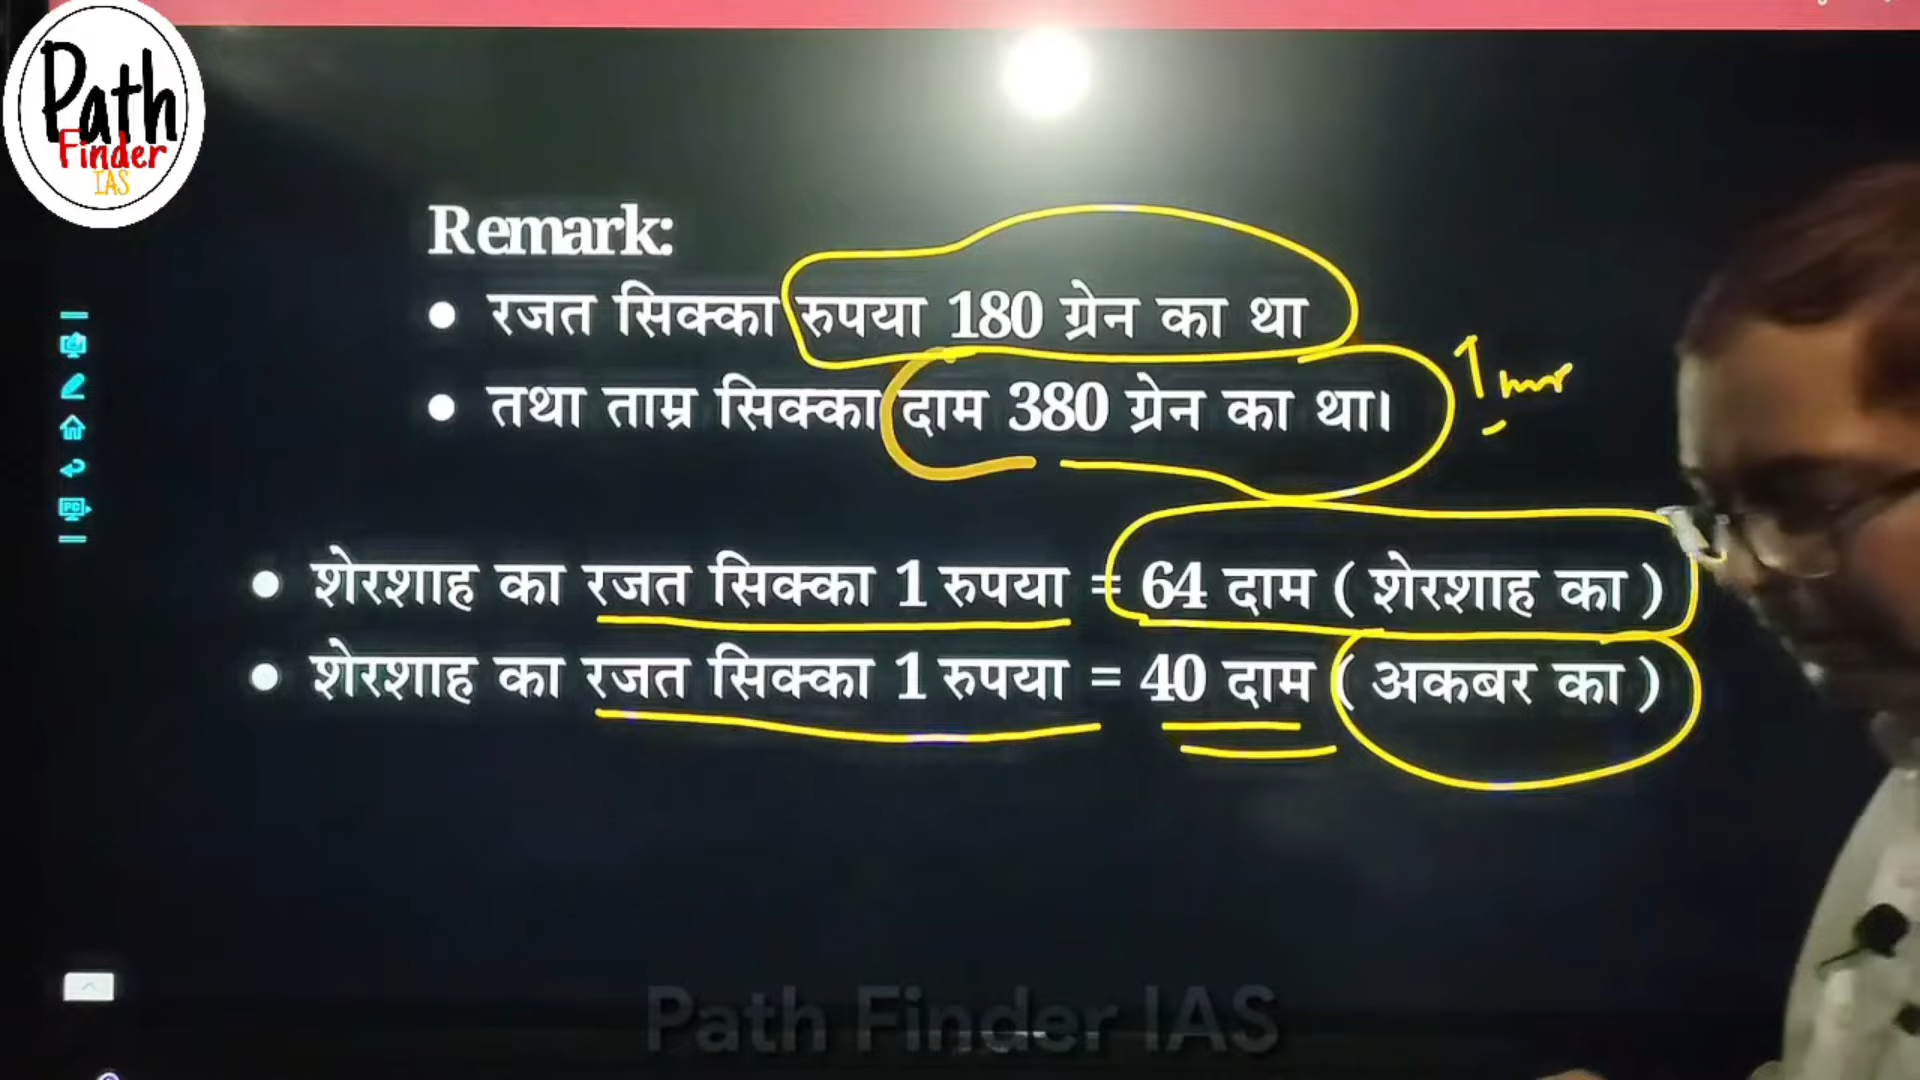 Path
Finder
IAS
Remark:
• रजत सिक्का रुपया 180 ग्रेन का था
• तथा ताम्र सिक्का दाम 380 ग्रेन का था।
• शेरशाह का रजत सिक्का 1 रुपया = 64 दाम ( शेरशाह का )
• शेरशाह का रजत सिक्का 1 रुपया = 40 दाम ( अकबर का )
PC
Path Finder IAS